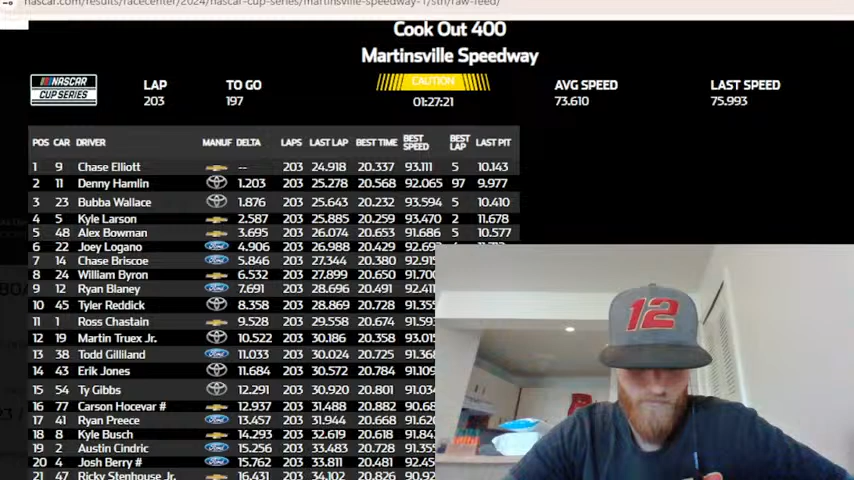 nascar.com/results/racecenter/2024/nascar-cup-series/martinsville-speedway-1/stn/raw-feed/
Cook Out 400
Martinsville Speedway
NASCAR CUP SERIES LAP TO GO CAUTION AVG SPEED LAST SPEED
203 197 01:27:21 73.610 75.993
POS CAR DRIVER MANUF DELTA LAPS LAST LAP BEST TIME BEST SPEED BEST LAP LAST PIT
1 9 Chase Elliott -- 203 24.918 20.337 93.111 5 10.143
2 11 Denny Hamlin 1.203 203 25.278 20.568 92.065 97 9.977
3 23 Bubba Wallace 1.876 203 25.643 20.232 93.594 5 10.410
4 5 Kyle Larson 2.587 203 25.885 20.259 93.470 2 11.678
5 48 Alex Bowman 3.695 203 26.074 20.653 91.686 5 10.577
6 22 Joey Logano 4.906 203 26.988 20.429
7 14 Chase Briscoe 5.846 203 27.344 20.380
8 24 William Byron 6.532 203 27.899 20.650
9 12 Ryan Blaney 7.691 203 28.696 20.491
10 45 Tyler Reddick 8.358 203 28.869 20.728
11 1 Ross Chastain 9.528 203 29.558 20.674
12 19 Martin Truex Jr. 10.522 203 30.186 20.358
13 38 Todd Gilliland 11.033 203 30.024 20.725
14 43 Erik Jones 11.684 203 30.572 20.784
15 54 Ty Gibbs 12.291 203 30.920 20.801
16 77 Carson Hocevar # 12.937 203 31.488 20.882
17 41 Ryan Preece 13.457 203 31.944 20.668
18 8 Kyle Busch 14.293 203 32.619 20.618
19 2 Austin Cindric 15.256 203 33.483 20.728
20 4 Josh Berry # 15.762 203 33.811 20.481
21 47 Ricky Stenhouse Jr. 16.431 203 34.102 20.826
12